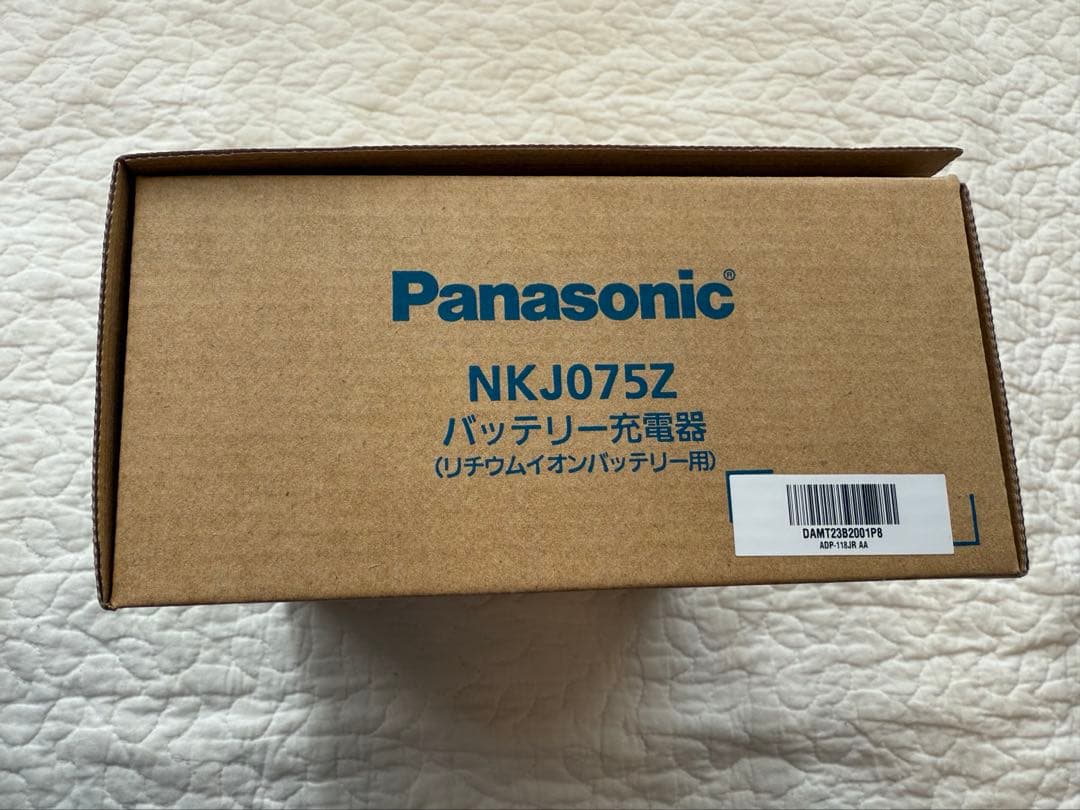 Panasonic®
NKJ075Z
バッテリー充電器
(リチウムイオンバッテリー用)
DAMT23B2001P8
ADP-118JR AA